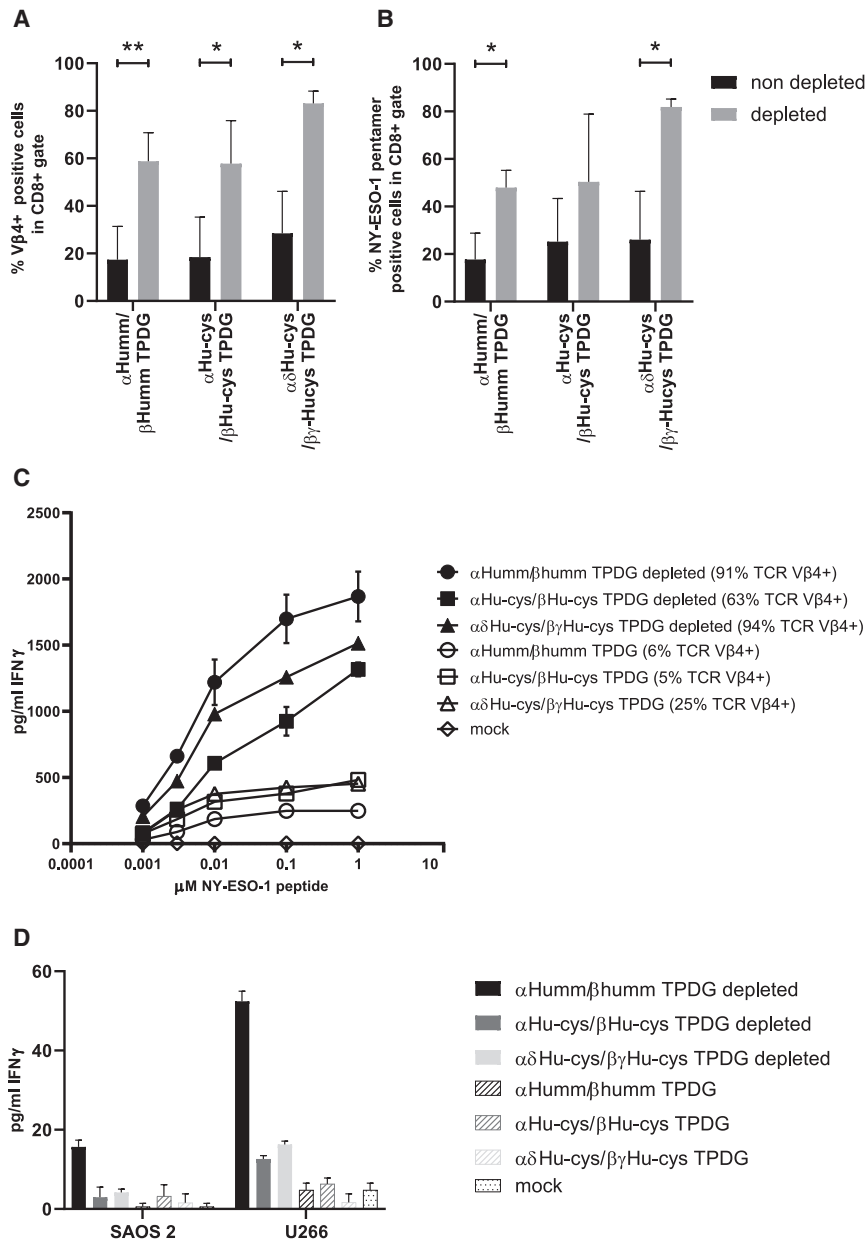 A
** * *
% Vβ4+ positive cells
in CD8+ gate
100
80
60
40
20
0
αHumm/
βHumm TPDG
αHu-cys
/βHu-cys TPDG
αδHu-cys
/βγ-Hucys TPDG
B
* *
% NY-ESO-1 pentamer
positive cells in CD8+ gate
100
80
60
40
20
0
αHumm/
βHumm TPDG
αHu-cys
/βHu-cys TPDG
αδHu-cys
/βγ-Hucys TPDG
non depleted
depleted
C
pg/ml IFNγ
2500
2000
1500
1000
500
0
0.0001 0.001 0.01 0.1 1 10
μM NY-ESO-1 peptide
αHumm/βhumm TPDG depleted (91% TCR Vβ4+)
αHu-cys/βHu-cys TPDG depleted (63% TCR Vβ4+)
αδHu-cys/βγHu-cys TPDG depleted (94% TCR Vβ4+)
αHumm/βhumm TPDG (6% TCR Vβ4+)
αHu-cys/βHu-cys TPDG (5% TCR Vβ4+)
αδHu-cys/βγHu-cys TPDG (25% TCR Vβ4+)
mock
D
pg/ml IFNγ
60
40
20
0
SAOS 2 U266
αHumm/βhumm TPDG depleted
αHu-cys/βHu-cys TPDG depleted
αδHu-cys/βγHu-cys TPDG depleted
αHumm/βhumm TPDG
αHu-cys/βHu-cys TPDG
αδHu-cys/βγHu-cys TPDG
mock